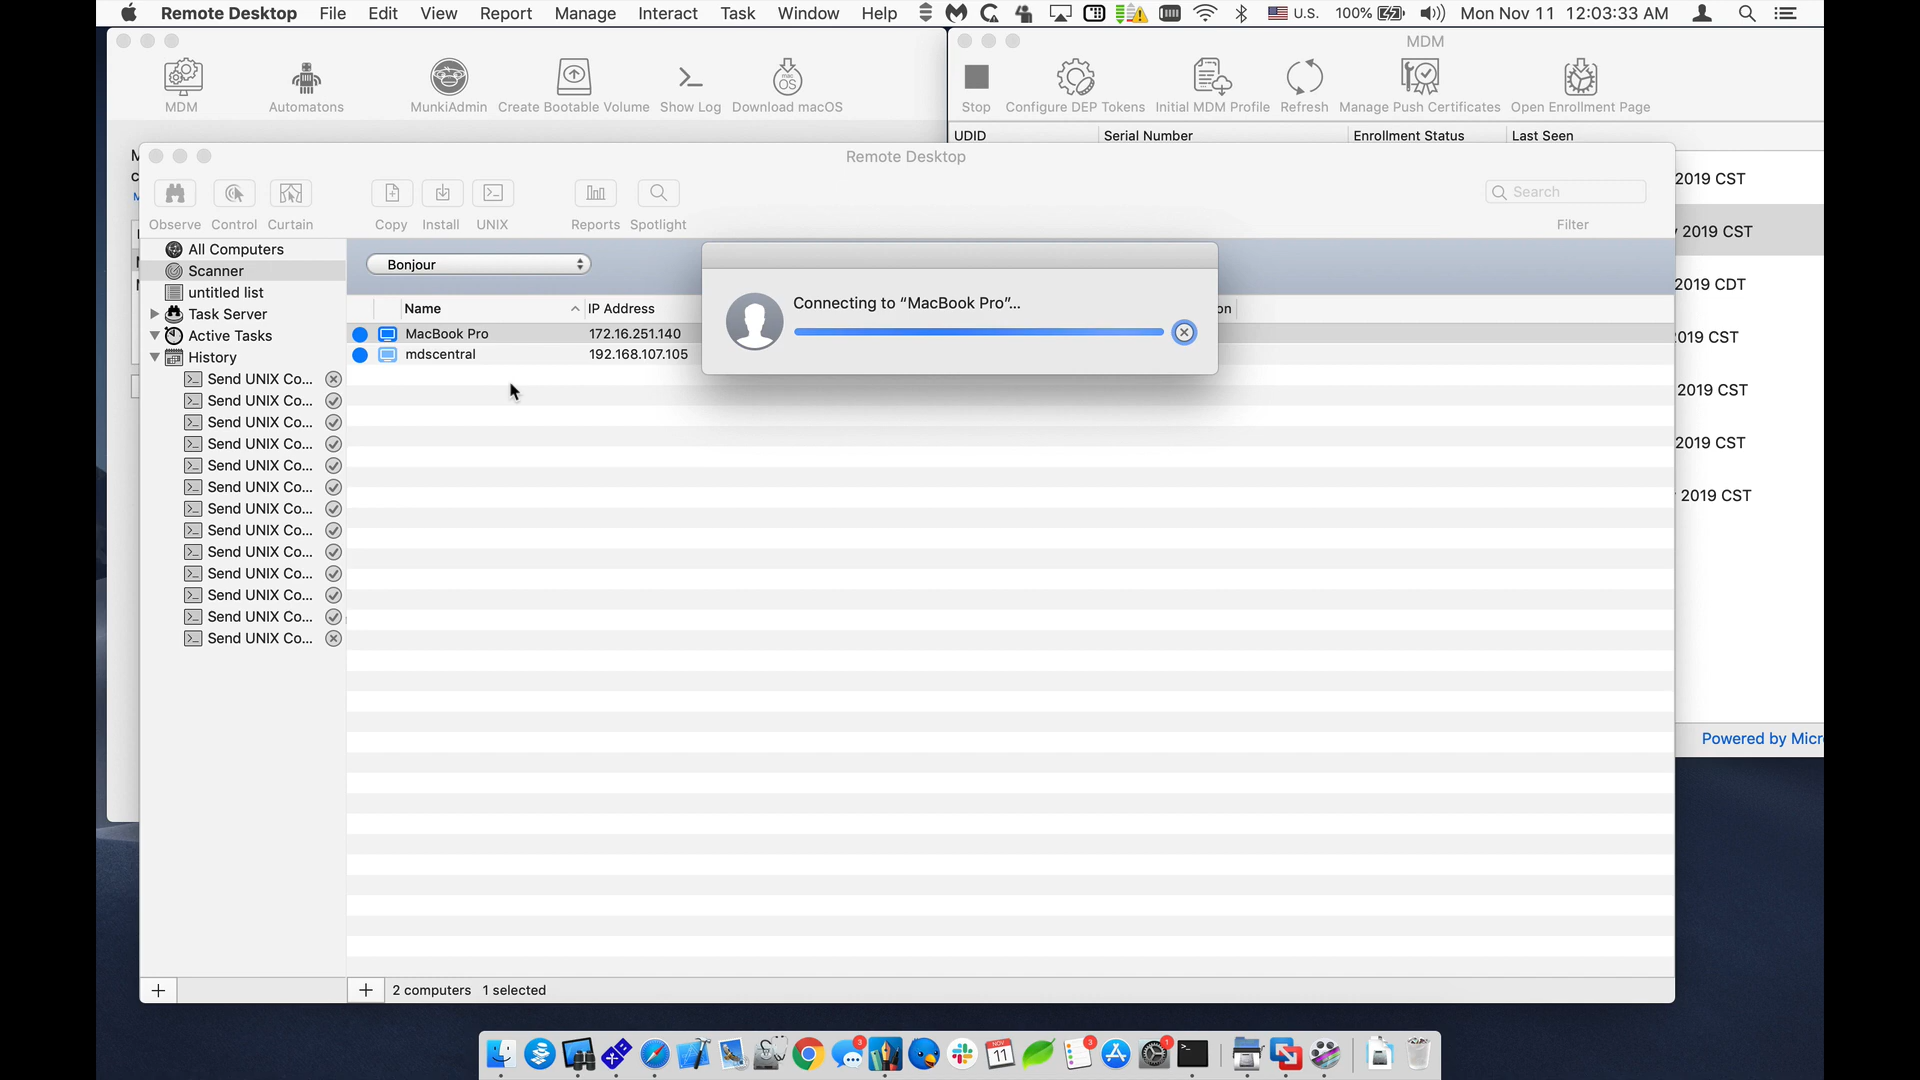 Remote Desktop File Edit View Report Manage Interact Task Window Help U.S. 100% Mon Nov 11 12:03:33 AM
MDM
MDM Automatons MunkiAdmin Create Bootable Volume Show Log Download macOS
Stop Configure DEP Tokens Initial MDM Profile Refresh Manage Push Certificates Open Enrollment Page
UDID Serial Number Enrollment Status Last Seen
Remote Desktop
Observe Control Curtain Copy Install UNIX Reports Spotlight
Search
Filter
2019 CST
2019 CST
2019 CDT
2019 CST
2019 CST
2019 CST
2019 CST
All Computers
Scanner
untitled list
Task Server
Active Tasks
History
Send UNIX Co...
Send UNIX Co...
Send UNIX Co...
Send UNIX Co...
Send UNIX Co...
Send UNIX Co...
Send UNIX Co...
Send UNIX Co...
Send UNIX Co...
Send UNIX Co...
Send UNIX Co...
Send UNIX Co...
Send UNIX Co...
Bonjour
Name IP Address on
MacBook Pro 172.16.251.140
mdscentral 192.168.107.105
Connecting to “MacBook Pro”...
Powered by Micr
2 computers 1 selected
3 NOV 11 3 1